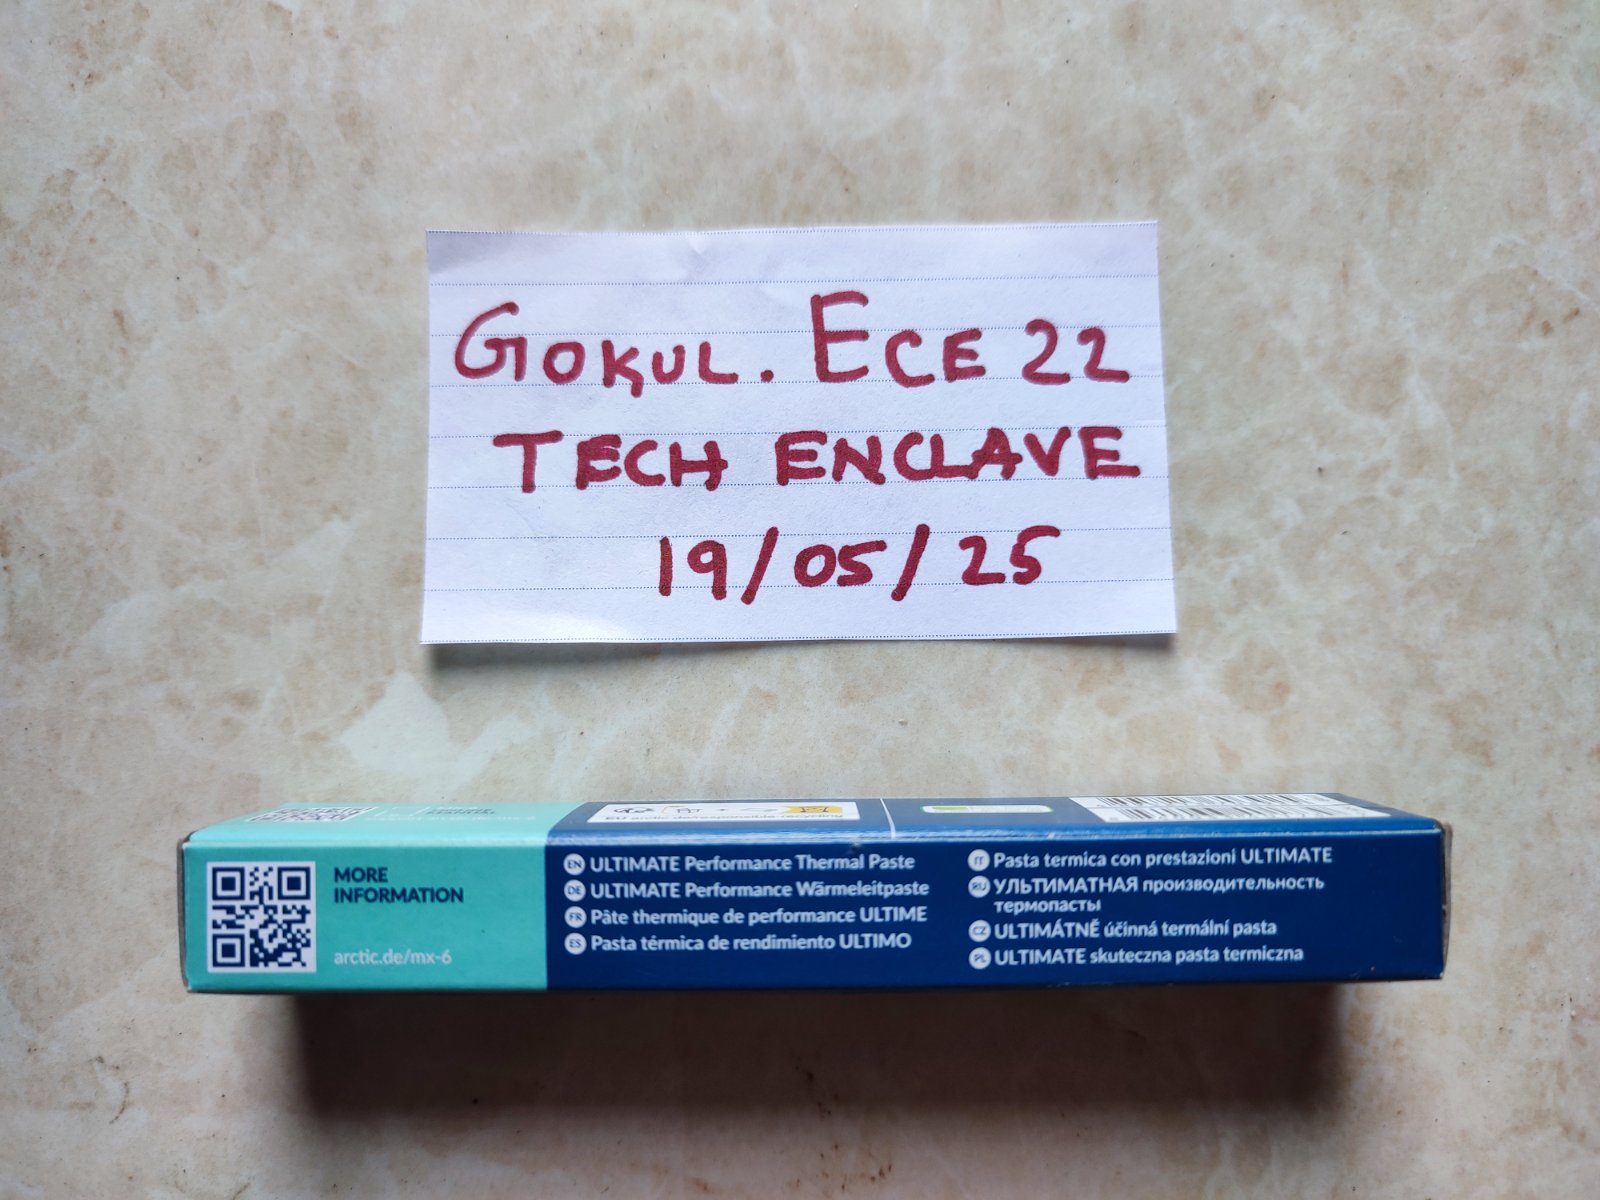 GOKUL. ECE 22
TECH ENCLAVE
19/05/25
MORE
INFORMATION
arctic.de/mx-6
EN ULTIMATE Performance Thermal Paste
DE ULTIMATE Performance Wärmeleitpaste
FR Pâte thermique de performance ULTIME
ES Pasta térmica de rendimiento ULTIMO
IT Pasta termica con prestazioni ULTIMATE
RU УЛЬТИМАТНАЯ производительность
термопасты
CZ ULTIMÁTNĚ účinná termální pasta
PL ULTIMATE skuteczna pasta termiczna